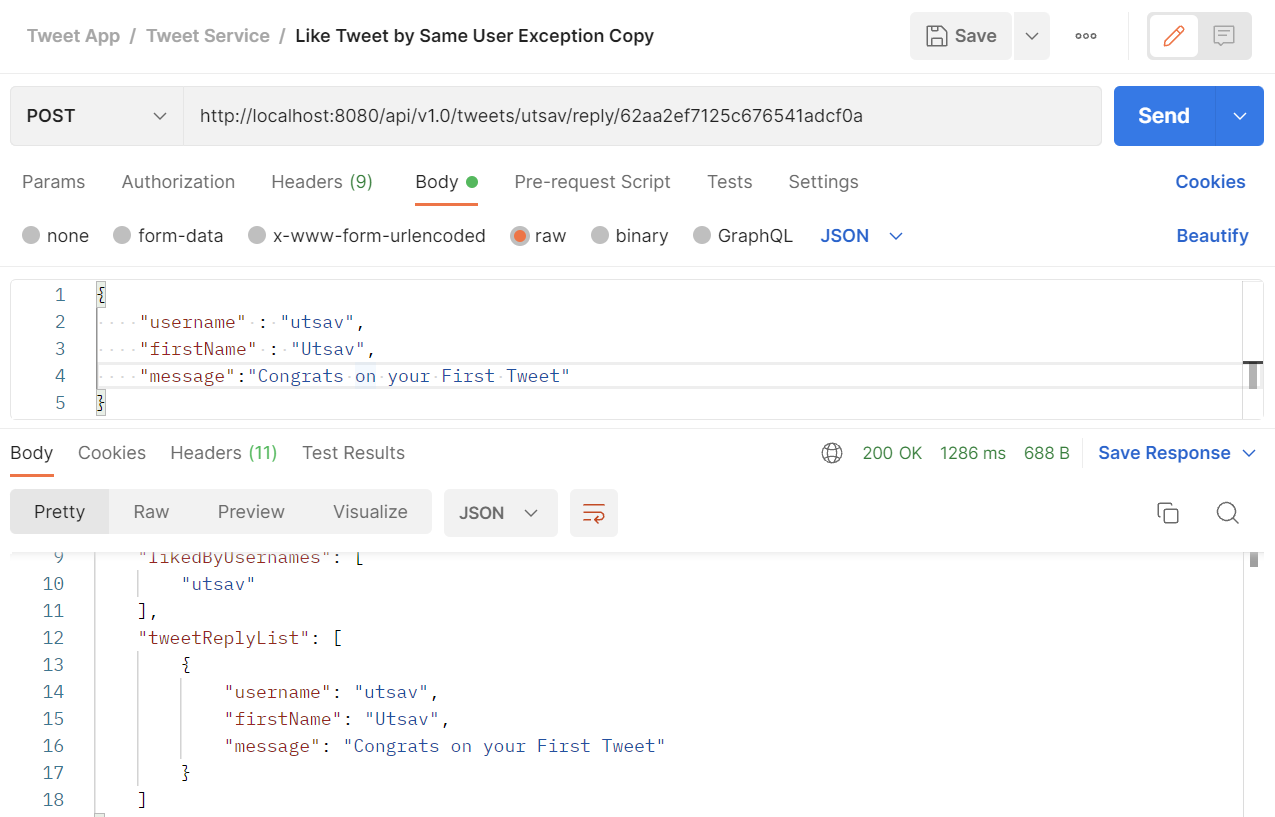 Tweet App / Tweet Service / Like Tweet by Same User Exception Copy
Save
POST
http://localhost:8080/api/v1.0/tweets/utsav/reply/62aa2ef7125c676541adcf0a
Send
Params Authorization Headers (9) Body Pre-request Script Tests Settings Cookies
none form-data x-www-form-urlencoded raw binary GraphQL JSON Beautify
1 {
2 "username" : "utsav",
3 "firstName" : "Utsav",
4 "message":"Congrats on your First Tweet"
5 }
Body Cookies Headers (11) Test Results 200 OK 1286 ms 688 B Save Response
Pretty Raw Preview Visualize JSON
9 "likedByUsernames": [
10 "utsav"
11 ],
12 "tweetReplyList": [
13 {
14 "username": "utsav",
15 "firstName": "Utsav",
16 "message": "Congrats on your First Tweet"
17 }
18 ]